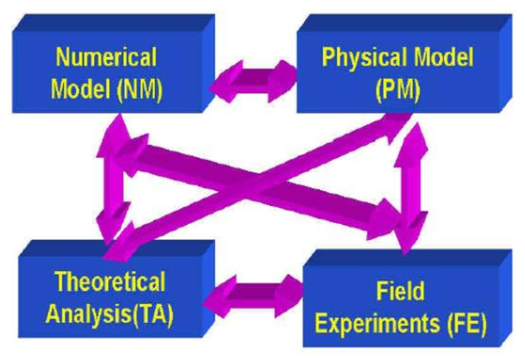 Numerical
Model (NM)
Physical Model
(PM)
Theoretical
Analysis(TA)
Field
Experiments (FE)